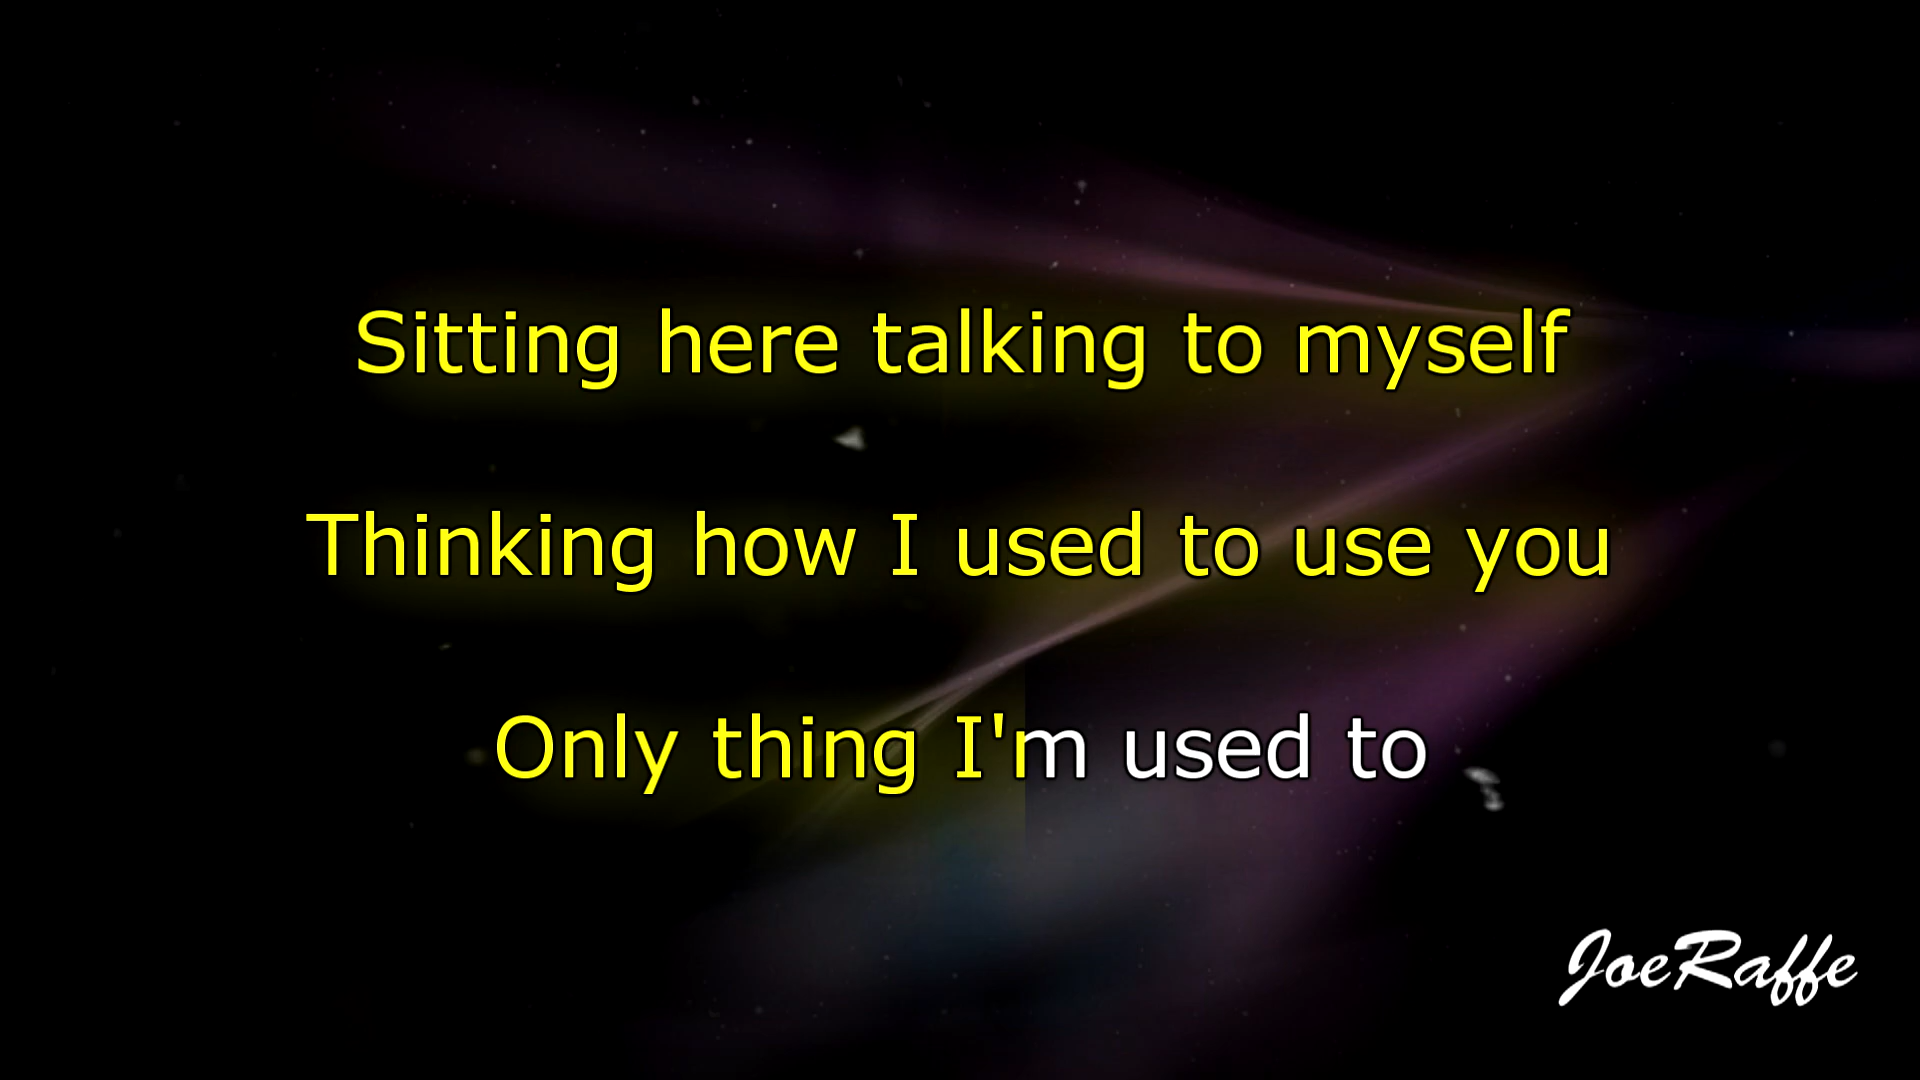 Sitting here talking to myself
Thinking how I used to use you
Only thing I'm used to
JoeRaffe